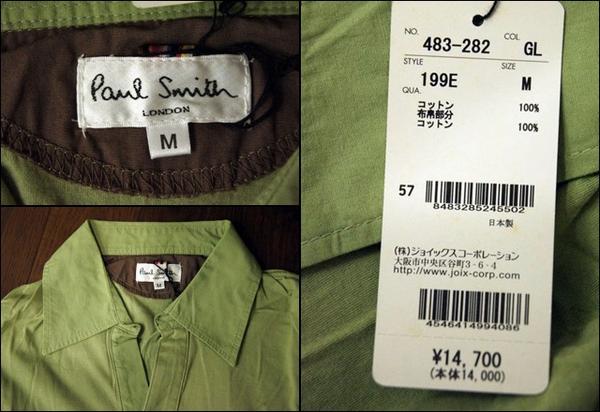 Paul Smith
LONDON
M
Paul Smith
LONDON
M
NO. 483-282 COL. GL
STYLE SIZE
199E M
QUA.
コットン 100%
布帛部分
コットン 100%
57
8483285245502
日本製
(株)ジョイックスコーポレーション
大阪市中央区谷町3-6-4
http://www.joix-corp.com
4546414994086
¥14,700
(本体14,000)